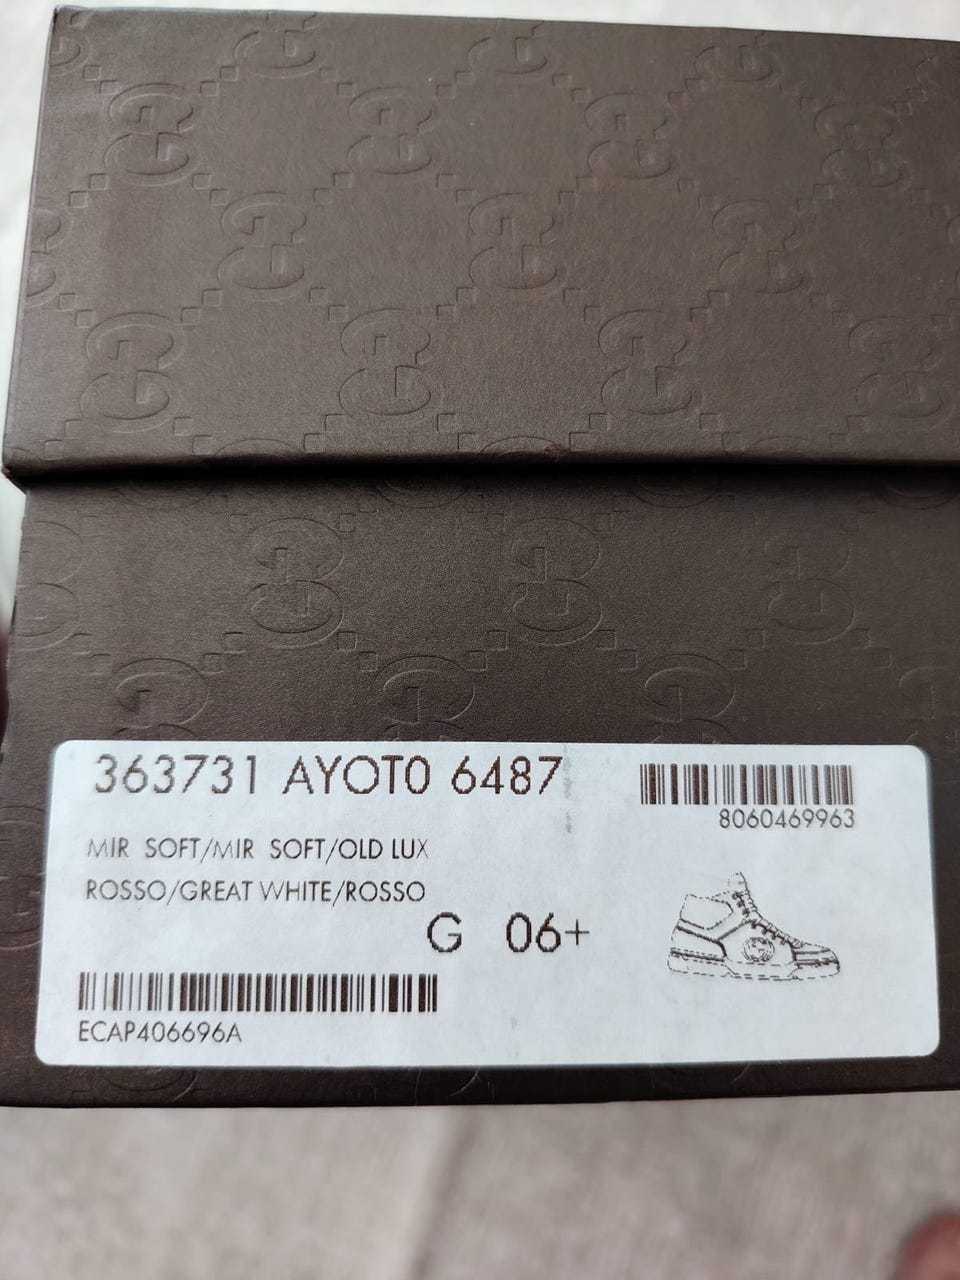 363731 AYOT0 6487
8060469963
MIR SOFT/MIR SOFT/OLD LUX
ROSSO/GREAT WHITE/ROSSO
G 06+
ECAP406696A